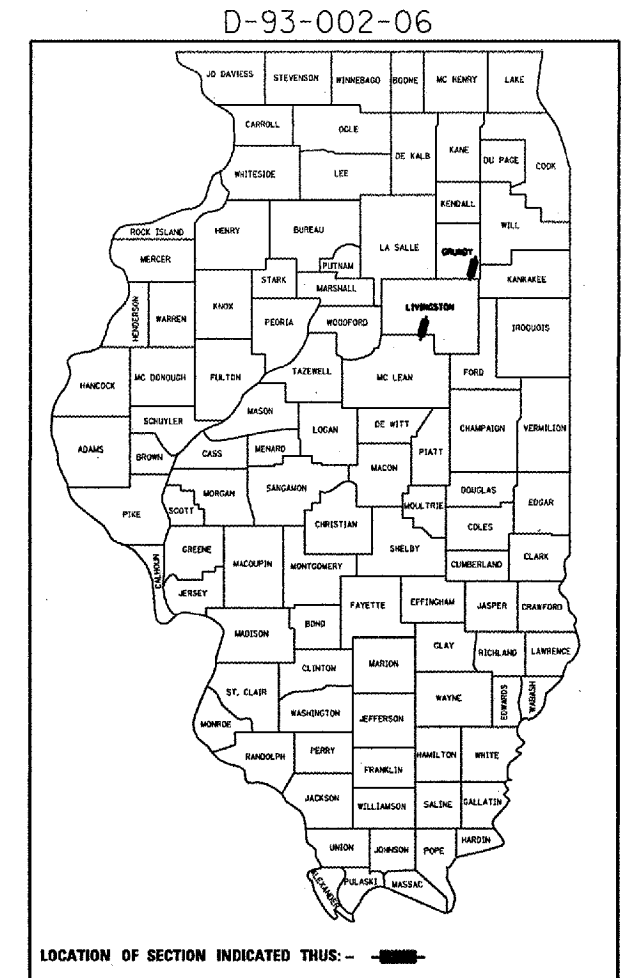 D-93-002-06
JO DAVIESS STEVENSON WINNEBAGO BOONE MC HENRY LAKE
CARROLL OGLE
DE KALB KANE DU PAGE COOK
WHITESIDE LEE
KENDALL
ROCK ISLAND HENRY BUREAU LA SALLE WILL
MERCER PUTNAM GRUNDY
STARK MARSHALL KANKAKEE
HENDERSON WARREN KNOX PEORIA WOODFORD LIVINGSTON IROQUOIS
HANCOCK MC DONOUGH FULTON TAZEWELL MC LEAN FORD
MASON
SCHUYLER LOGAN DE WITT CHAMPAIGN VERMILION
ADAMS BROWN CASS MENARD MACON PIATT
PIKE SCOTT MORGAN SANGAMON MOULTRIE DOUGLAS EDGAR
CHRISTIAN COLES
CALHOUN GREENE MACOUPIN MONTGOMERY SHELBY CUMBERLAND CLARK
JERSEY FAYETTE EFFINGHAM JASPER CRAWFORD
MADISON BOND
CLINTON MARION CLAY RICHLAND LAWRENCE
ST. CLAIR WAYNE EDWARDS WABASH
MONROE WASHINGTON JEFFERSON
RANDOLPH PERRY HAMILTON WHITE
FRANKLIN
JACKSON WILLIAMSON SALINE GALLATIN
UNION JOHNSON POPE HARDIN
ALEXANDER PULASKI MASSAC
LOCATION OF SECTION INDICATED THUS: -